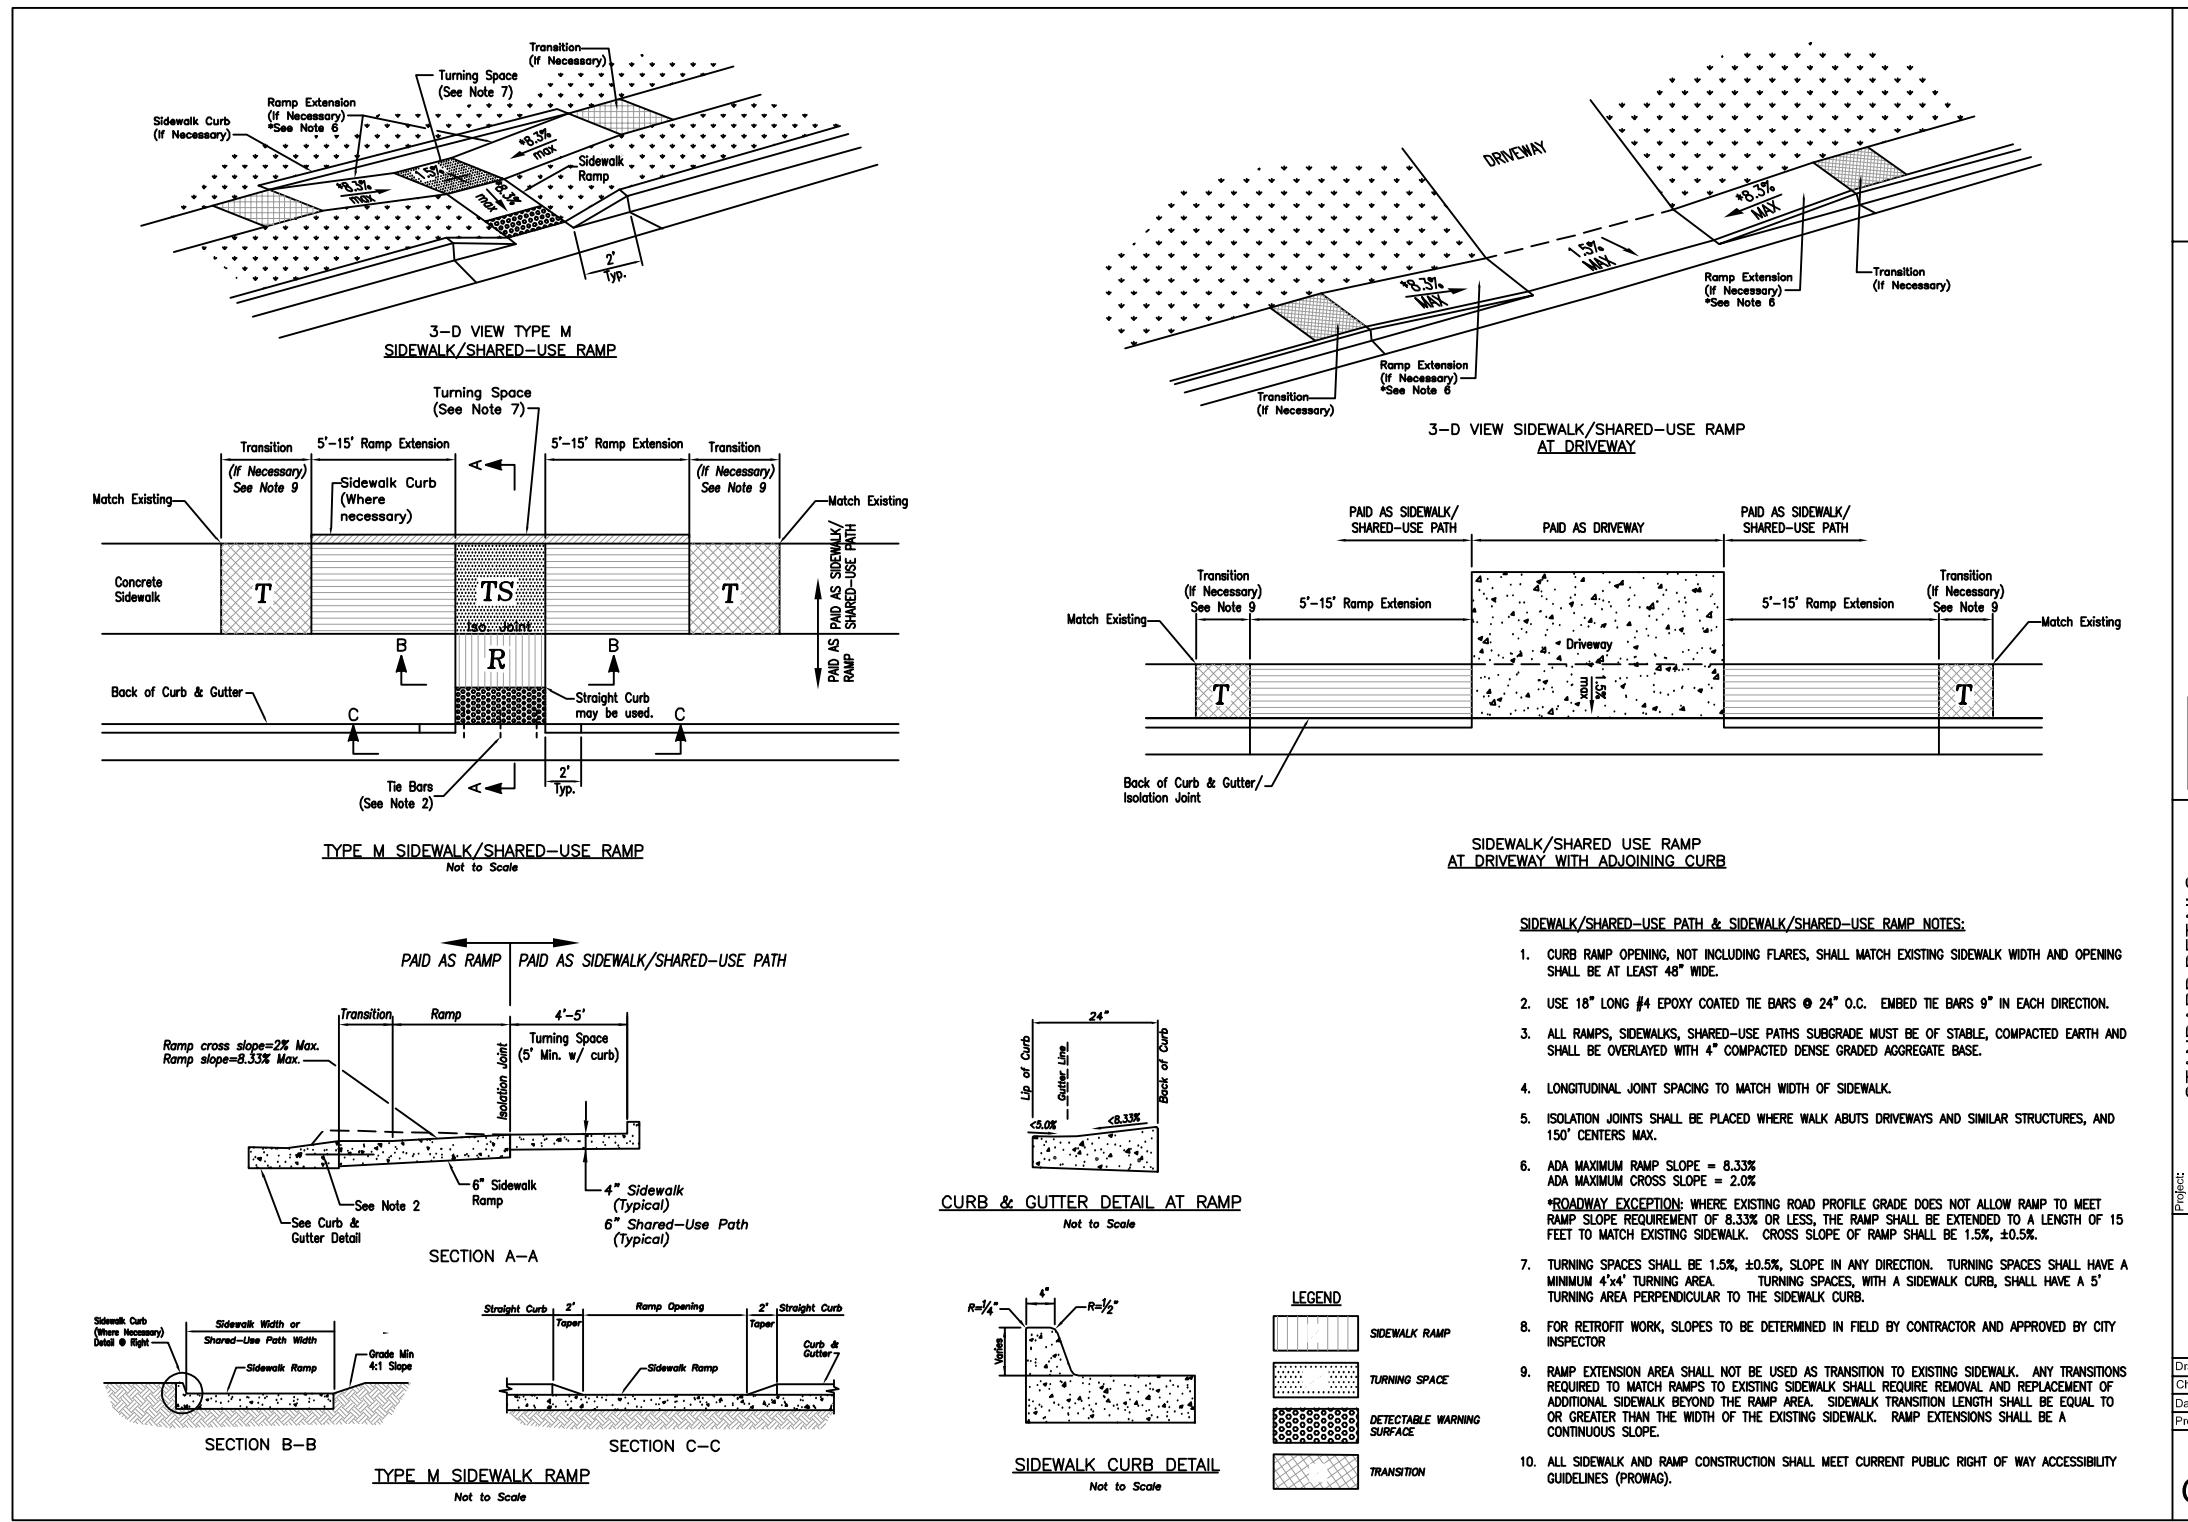 Transition
(If Necessary)
Turning Space
(See Note 7)
Ramp Extension
(If Necessary)
*See Note 6
Sidewalk Curb
(If Necessary)
*8.3%
max
Sidewalk
Ramp
1.5%
*8.3%
max
*8.3%
max
2'
Typ.
3-D VIEW TYPE M
SIDEWALK/SHARED-USE RAMP
DRIVEWAY
*8.3%
MAX
1.5%
MAX
*8.3%
MAX
Ramp Extension
(If Necessary)
*See Note 6
Transition
(If Necessary)
Ramp Extension
(If Necessary)
*See Note 6
Transition
(If Necessary)
3-D VIEW SIDEWALK/SHARED-USE RAMP
AT DRIVEWAY
Turning Space
(See Note 7)
Transition
(If Necessary)
See Note 9
5'-15' Ramp Extension
A
5'-15' Ramp Extension
Transition
(If Necessary)
See Note 9
Match Existing
Sidewalk Curb
(Where
necessary)
Match Existing
Concrete
Sidewalk
T
TS
T
Iso. Joint
PAID AS SIDEWALK/
SHARED-USE PATH
B
R
B
PAID AS
RAMP
Back of Curb & Gutter
Straight Curb
may be used.
C
C
Tie Bars
(See Note 2)
A
2'
Typ.
TYPE M SIDEWALK/SHARED-USE RAMP
Not to Scale
PAID AS SIDEWALK/
SHARED-USE PATH
PAID AS DRIVEWAY
PAID AS SIDEWALK/
SHARED-USE PATH
Transition
(If Necessary)
See Note 9
5'-15' Ramp Extension
5'-15' Ramp Extension
Transition
(If Necessary)
See Note 9
Match Existing
Match Existing
Driveway
T
1.5%
max
T
Back of Curb & Gutter/
Isolation Joint
SIDEWALK/SHARED USE RAMP
AT DRIVEWAY WITH ADJOINING CURB
PAID AS RAMP
PAID AS SIDEWALK/SHARED-USE PATH
Transition
Ramp
4'-5'
Turning Space
(5' Min. w/ curb)
Ramp cross slope=2% Max.
Ramp slope=8.33% Max.
Isolation Joint
6" Sidewalk
Ramp
See Note 2
See Curb &
Gutter Detail
4" Sidewalk
(Typical)
6" Shared-Use Path
(Typical)
SECTION A-A
24"
Lip of Curb
Gutter Line
Back of Curb
<5.0%
<8.33%
CURB & GUTTER DETAIL AT RAMP
Not to Scale
Sidewalk Curb
(Where Necessary)
Detail @ Right
Sidewalk Width or
Shared-Use Path Width
Sidewalk Ramp
Grade Min
4:1 Slope
SECTION B-B
Straight Curb
2'
Taper
Ramp Opening
2'
Taper
Straight Curb
Curb &
Gutter
Sidewalk Ramp
SECTION C-C
TYPE M SIDEWALK RAMP
Not to Scale
4"
R=1/4"
R=1/2"
Varies
SIDEWALK CURB DETAIL
Not to Scale
LEGEND
SIDEWALK RAMP
TURNING SPACE
DETECTABLE WARNING
SURFACE
TRANSITION
SIDEWALK/SHARED-USE PATH & SIDEWALK/SHARED-USE RAMP NOTES:
1. CURB RAMP OPENING, NOT INCLUDING FLARES, SHALL MATCH EXISTING SIDEWALK WIDTH AND OPENING
SHALL BE AT LEAST 48" WIDE.
2. USE 18" LONG #4 EPOXY COATED TIE BARS @ 24" O.C. EMBED TIE BARS 9" IN EACH DIRECTION.
3. ALL RAMPS, SIDEWALKS, SHARED-USE PATHS SUBGRADE MUST BE OF STABLE, COMPACTED EARTH AND
SHALL BE OVERLAYED WITH 4" COMPACTED DENSE GRADED AGGREGATE BASE.
4. LONGITUDINAL JOINT SPACING TO MATCH WIDTH OF SIDEWALK.
5. ISOLATION JOINTS SHALL BE PLACED WHERE WALK ABUTS DRIVEWAYS AND SIMILAR STRUCTURES, AND
150' CENTERS MAX.
6. ADA MAXIMUM RAMP SLOPE = 8.33%
ADA MAXIMUM CROSS SLOPE = 2.0%
*ROADWAY EXCEPTION: WHERE EXISTING ROAD PROFILE GRADE DOES NOT ALLOW RAMP TO MEET
RAMP SLOPE REQUIREMENT OF 8.33% OR LESS, THE RAMP SHALL BE EXTENDED TO A LENGTH OF 15
FEET TO MATCH EXISTING SIDEWALK. CROSS SLOPE OF RAMP SHALL BE 1.5%, ±0.5%.
7. TURNING SPACES SHALL BE 1.5%, ±0.5%, SLOPE IN ANY DIRECTION. TURNING SPACES SHALL HAVE A
MINIMUM 4'x4' TURNING AREA. TURNING SPACES, WITH A SIDEWALK CURB, SHALL HAVE A 5'
TURNING AREA PERPENDICULAR TO THE SIDEWALK CURB.
8. FOR RETROFIT WORK, SLOPES TO BE DETERMINED IN FIELD BY CONTRACTOR AND APPROVED BY CITY
INSPECTOR
9. RAMP EXTENSION AREA SHALL NOT BE USED AS TRANSITION TO EXISTING SIDEWALK. ANY TRANSITIONS
REQUIRED TO MATCH RAMPS TO EXISTING SIDEWALK SHALL REQUIRE REMOVAL AND REPLACEMENT OF
ADDITIONAL SIDEWALK BEYOND THE RAMP AREA. SIDEWALK TRANSITION LENGTH SHALL BE EQUAL TO
OR GREATER THAN THE WIDTH OF THE EXISTING SIDEWALK. RAMP EXTENSIONS SHALL BE A
CONTINUOUS SLOPE.
10. ALL SIDEWALK AND RAMP CONSTRUCTION SHALL MEET CURRENT PUBLIC RIGHT OF WAY ACCESSIBILITY
GUIDELINES (PROWAG).
Project: